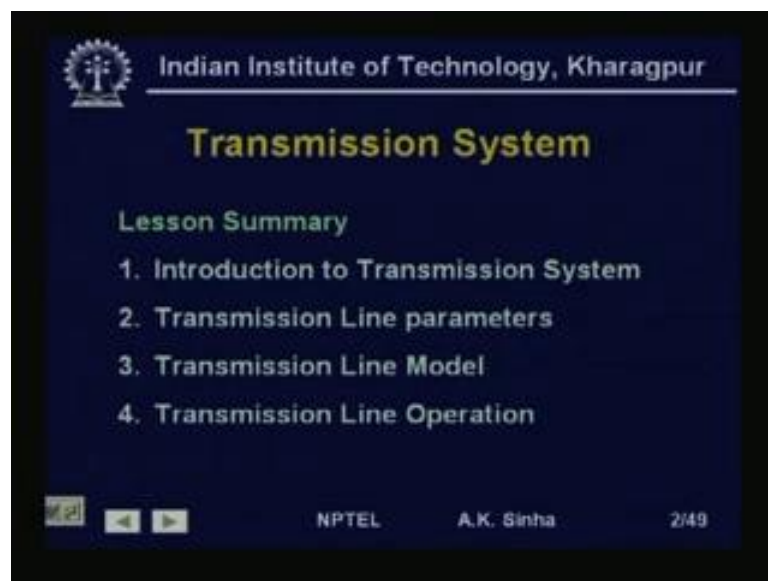 Indian Institute of Technology, Kharagpur
Transmission System
Lesson Summary
1. Introduction to Transmission System
2. Transmission Line parameters
3. Transmission Line Model
4. Transmission Line Operation
NPTEL A.K. Sinha 2/49